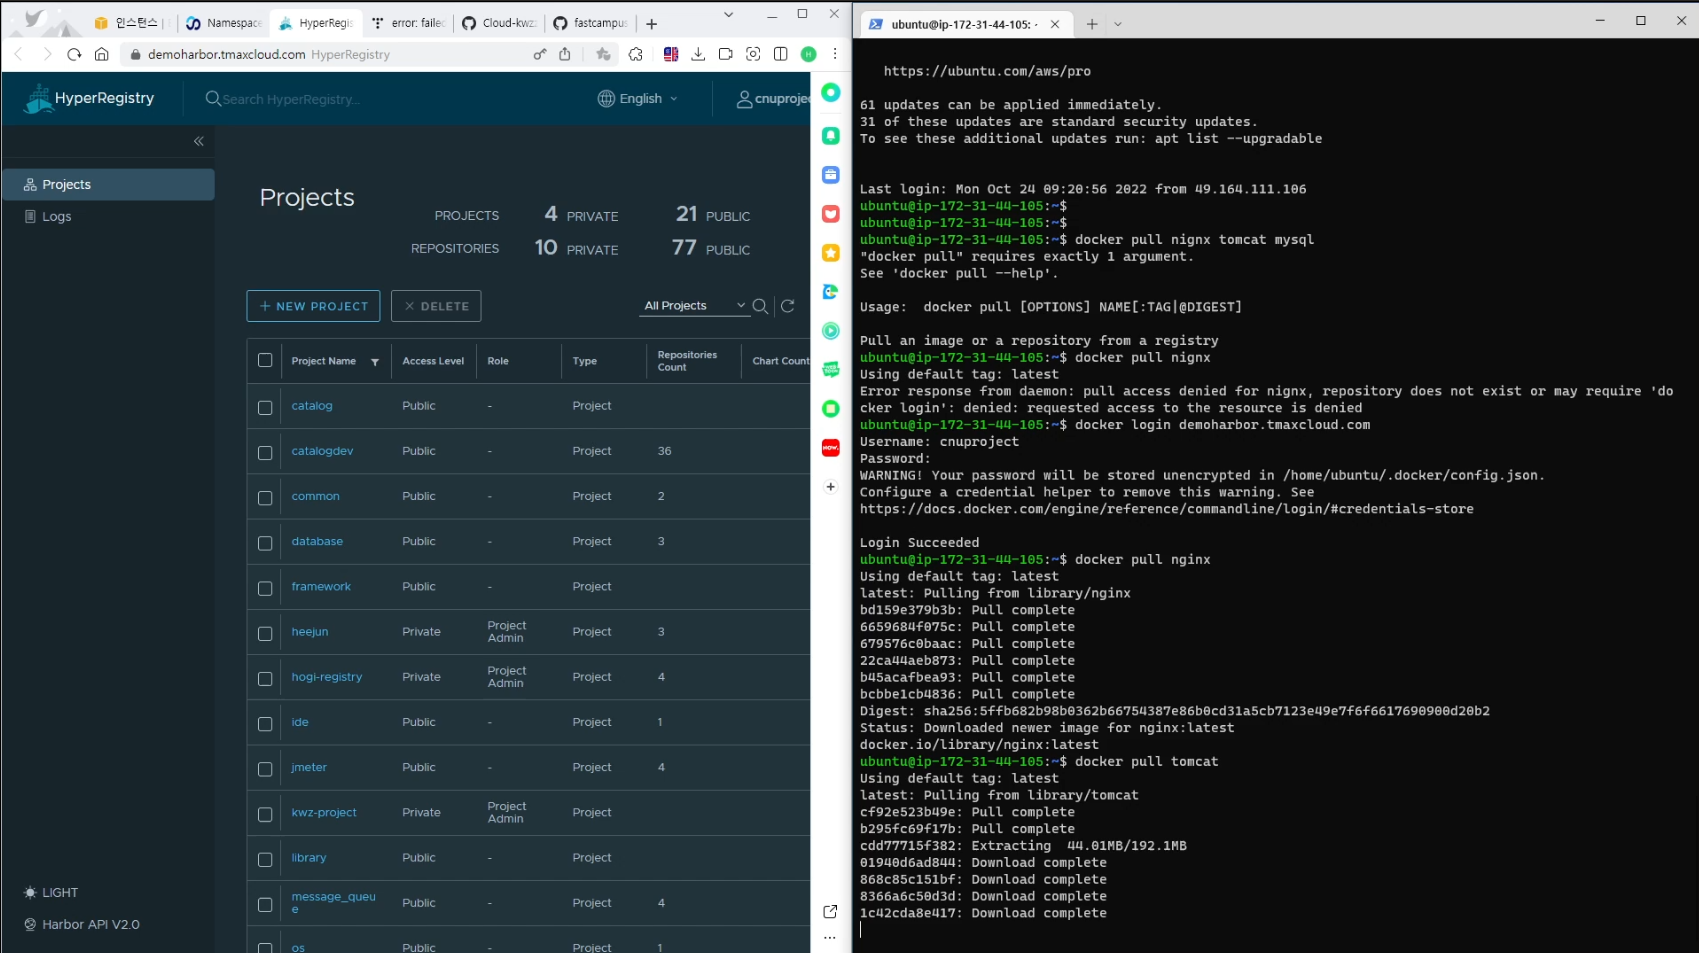 인스턴스
Namespace
HyperRegis
error: failed
Cloud-kwz
fastcampus
demoharbor.tmaxcloud.com HyperRegistry
HyperRegistry
Search HyperRegistry...
English
cnuprojec
Projects
Logs
LIGHT
Harbor API V2.0
Projects
PROJECTS 4 PRIVATE 21 PUBLIC
REPOSITORIES 10 PRIVATE 77 PUBLIC
+ NEW PROJECT
× DELETE
All Projects
Project Name Access Level Role Type Repositories Count Chart Count
catalog Public - Project
catalogdev Public - Project 36
common Public - Project 2
database Public - Project 3
framework Public - Project
heejun Private Project Admin Project 3
hogi-registry Private Project Admin Project 4
ide Public - Project 1
jmeter Public - Project 4
kwz-project Private Project Admin Project
library Public - Project
message_queue Public - Project 4
os Public - Project 1
ubuntu@ip-172-31-44-105: ~
https://ubuntu.com/aws/pro
61 updates can be applied immediately.
31 of these updates are standard security updates.
To see these additional updates run: apt list --upgradable
Last login: Mon Oct 24 09:20:56 2022 from 49.164.111.106
ubuntu@ip-172-31-44-105:~$
ubuntu@ip-172-31-44-105:~$
ubuntu@ip-172-31-44-105:~$ docker pull nignx tomcat mysql
"docker pull" requires exactly 1 argument.
See 'docker pull --help'.
Usage:  docker pull [OPTIONS] NAME[:TAG|@DIGEST]
Pull an image or a repository from a registry
ubuntu@ip-172-31-44-105:~$ docker pull nignx
Using default tag: latest
Error response from daemon: pull access denied for nignx, repository does not exist or may require 'do
cker login': denied: requested access to the resource is denied
ubuntu@ip-172-31-44-105:~$ docker login demoharbor.tmaxcloud.com
Username: cnuproject
Password:
WARNING! Your password will be stored unencrypted in /home/ubuntu/.docker/config.json.
Configure a credential helper to remove this warning. See
https://docs.docker.com/engine/reference/commandline/login/#credentials-store
Login Succeeded
ubuntu@ip-172-31-44-105:~$ docker pull nginx
Using default tag: latest
latest: Pulling from library/nginx
bd159e379b3b: Pull complete
6659684f075c: Pull complete
679576c0baac: Pull complete
22ca44aeb873: Pull complete
b45acafbea93: Pull complete
bcbbe1cb4836: Pull complete
Digest: sha256:5ffb682b98b0362b66754387e86b0cd31a5cb7123e49e7f6f6617690900d20b2
Status: Downloaded newer image for nginx:latest
docker.io/library/nginx:latest
ubuntu@ip-172-31-44-105:~$ docker pull tomcat
Using default tag: latest
latest: Pulling from library/tomcat
cf92e523b49e: Pull complete
b295fc69f17b: Pull complete
cdd77715f382: Extracting  44.01MB/192.1MB
01940d6ad844: Download complete
868c85c151bf: Download complete
8366a6c50d3d: Download complete
1c42cda8e417: Download complete